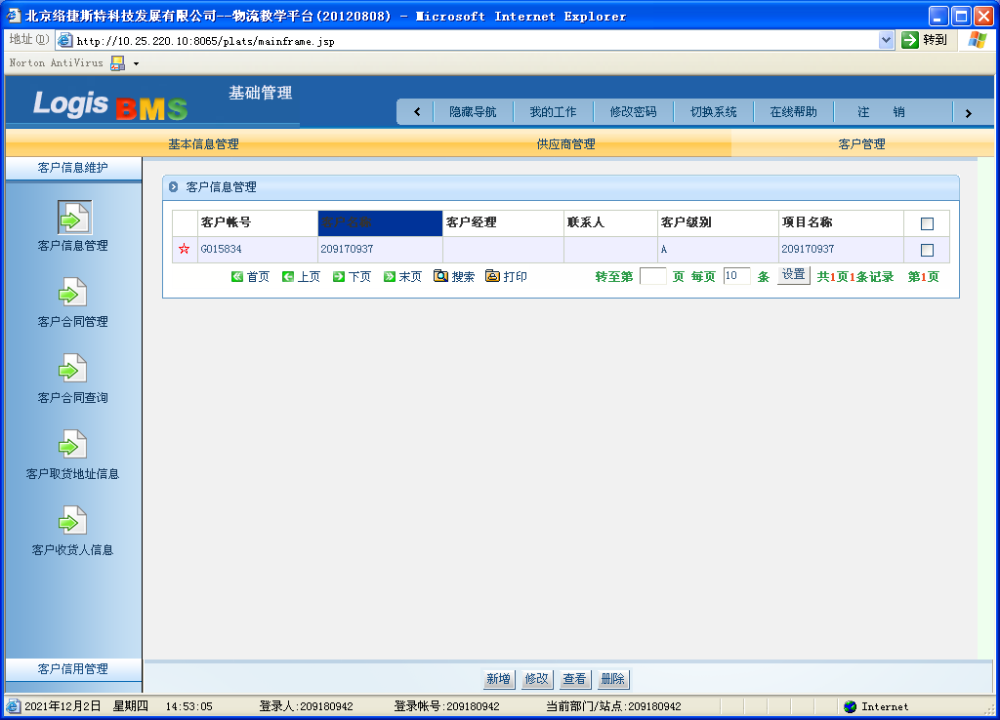 北京络捷斯特科技发展有限公司--物流教学平台(20120808) - Microsoft Internet Explorer
地址(D) http://10.25.220.10:8065/plats/mainframe.jsp 转到
Norton AntiVirus
Logis BMS 基础管理
隐藏导航 我的工作 修改密码 切换系统 在线帮助 注 销
基本信息管理 供应商管理 客户管理
客户信息维护
客户信息管理
客户合同管理
客户合同查询
客户取货地址信息
客户收货人信息
客户信用管理
客户信息管理
客户帐号 客户名称 客户经理 联系人 客户级别 项目名称
☆ G015834 209170937 A 209170937
首页 上页 下页 末页 搜索 打印 转至第 页 每页 10 条 设置 共1页1条记录 第1页
新增 修改 查看 删除
2021年12月2日 星期四 14:53:05 登录人:209180942 登录帐号:209180942 当前部门/站点:209180942 Internet